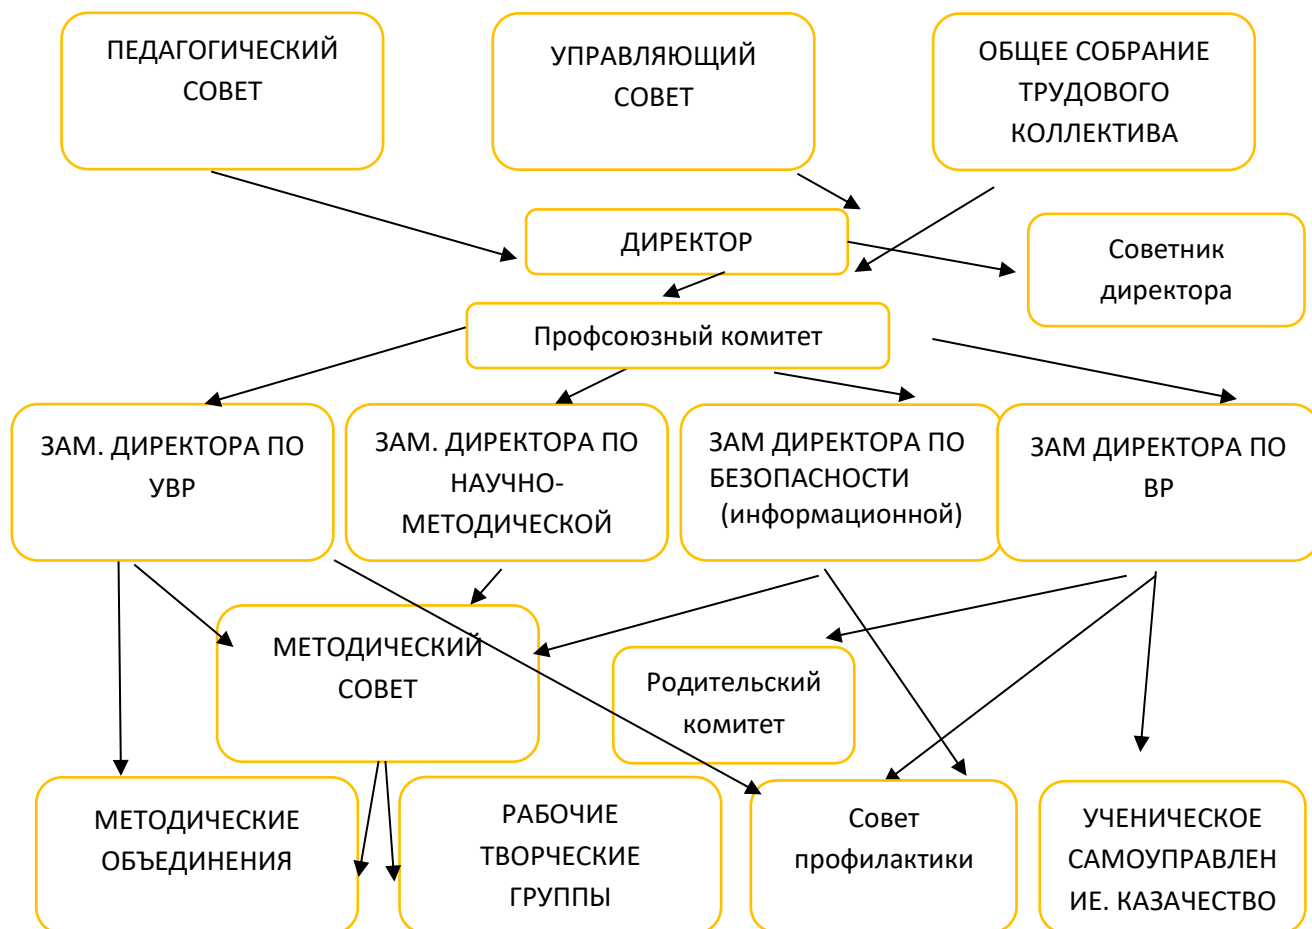 ПЕДАГОГИЧЕСКИЙ
СОВЕТ
УПРАВЛЯЮЩИЙ
СОВЕТ
ОБЩЕЕ СОБРАНИЕ
ТРУДОВОГО
КОЛЛЕКТИВА
ДИРЕКТОР
Советник
директора
Профсоюзный комитет
ЗАМ. ДИРЕКТОРА ПО
УВР
ЗАМ. ДИРЕКТОРА ПО
НАУЧНО-
МЕТОДИЧЕСКОЙ
ЗАМ ДИРЕКТОРА ПО
БЕЗОПАСНОСТИ
(информационной)
ЗАМ ДИРЕКТОРА ПО
ВР
МЕТОДИЧЕСКИЙ
СОВЕТ
Родительский
комитет
МЕТОДИЧЕСКИЕ
ОБЪЕДИНЕНИЯ
РАБОЧИЕ
ТВОРЧЕСКИЕ
ГРУППЫ
Совет
профилактики
УЧЕНИЧЕСКОЕ
САМОУПРАВЛЕН
ИЕ. КАЗАЧЕСТВО